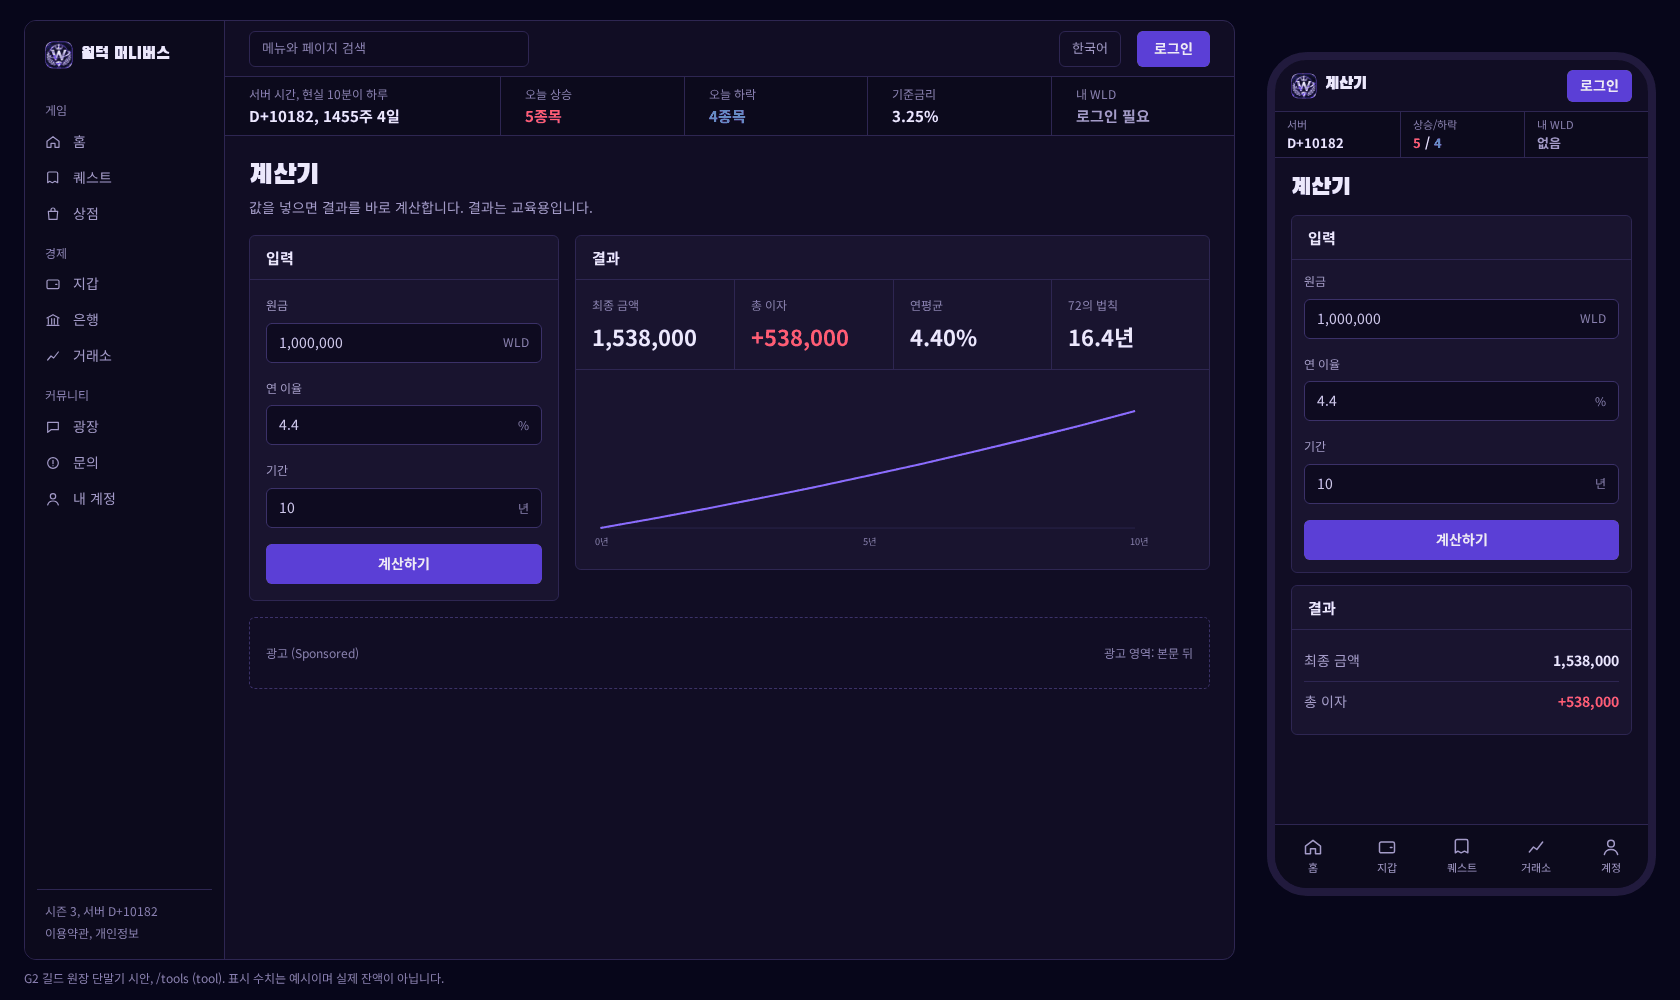 월덕 머니버스
게임
홈
퀘스트
상점
경제
지갑
은행
거래소
커뮤니티
광장
문의
내 계정
시즌 3, 서버 D+10182
이용약관, 개인정보
메뉴와 페이지 검색
한국어
로그인
서버 시간, 현실 10분이 하루
D+10182, 1455주 4일
오늘 상승
5종목
오늘 하락
4종목
기준금리
3.25%
내 WLD
로그인 필요
계산기
값을 넣으면 결과를 바로 계산합니다. 결과는 교육용입니다.
입력
원금
1,000,000 WLD
연 이율
4.4 %
기간
10 년
계산하기
결과
최종 금액
1,538,000
총 이자
+538,000
연평균
4.40%
72의 법칙
16.4년
0년 5년 10년
광고 (Sponsored)
광고 영역: 본문 뒤
계산기
로그인
서버
D+10182
상승/하락
5 / 4
내 WLD
없음
계산기
입력
원금
1,000,000 WLD
연 이율
4.4 %
기간
10 년
계산하기
결과
최종 금액 1,538,000
총 이자 +538,000
홈
지갑
퀘스트
거래소
계정
G2 길드 원장 단말기 시안, /tools (tool). 표시 수치는 예시이며 실제 잔액이 아닙니다.